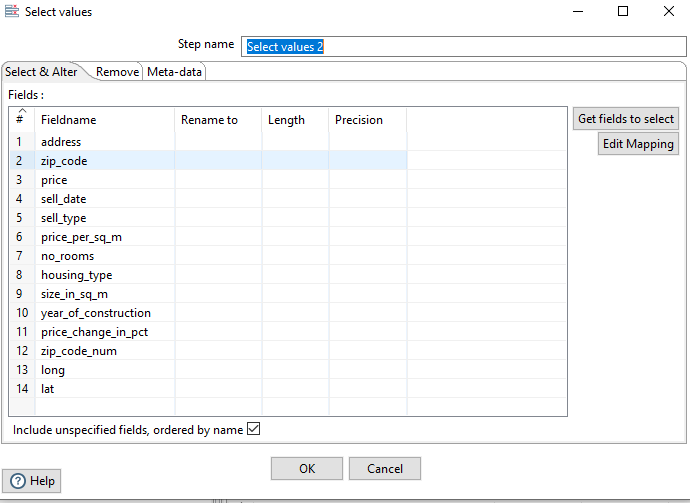 Select values
Step name Select values 2
Select & Alter Remove Meta-data
Fields :
# Fieldname Rename to Length Precision
1 address
2 zip_code
3 price
4 sell_date
5 sell_type
6 price_per_sq_m
7 no_rooms
8 housing_type
9 size_in_sq_m
10 year_of_construction
11 price_change_in_pct
12 zip_code_num
13 long
14 lat
Get fields to select
Edit Mapping
Include unspecified fields, ordered by name
OK Cancel
Help